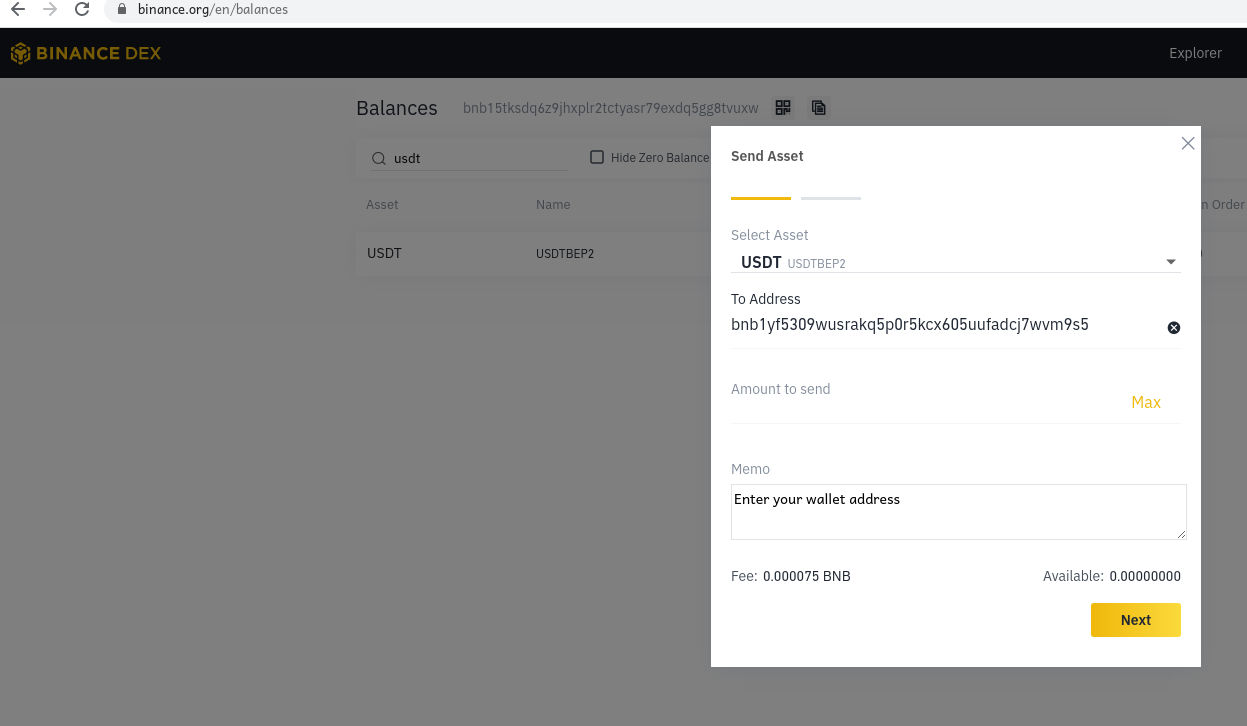 binance.org/en/balances
BINANCE DEX
Explorer
Balances
bnb15tksdq6z9jhxplr2tctyasr79exdq5gg8tvuxw
usdt
Hide Zero Balance
Asset
Name
n Order
USDT
USDTBEP2
Send Asset
Select Asset
USDT USDTBEP2
To Address
bnb1yf5309wusrakq5p0r5kcx605uufadcj7wvm9s5
Amount to send
Max
Memo
Enter your wallet address
Fee: 0.000075 BNB
Available: 0.00000000
Next